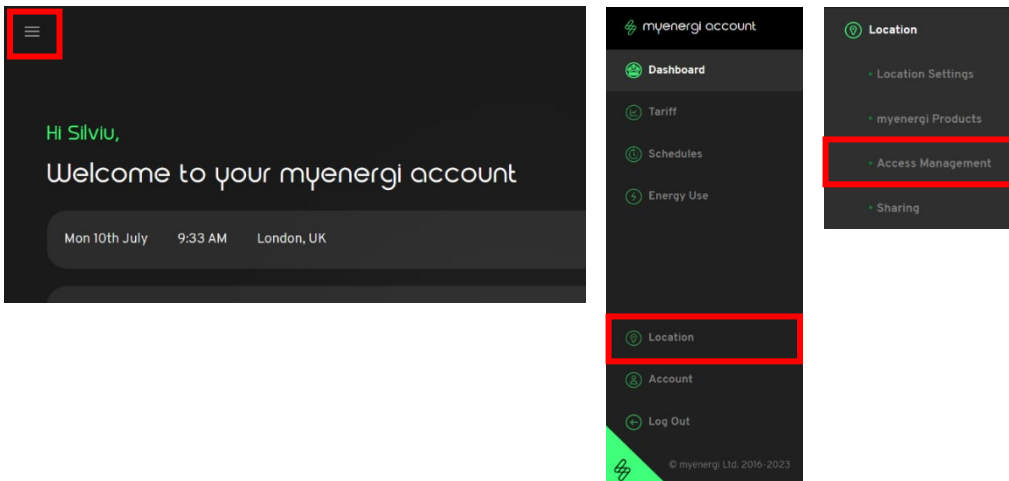 Hi Silviu,
Welcome to your myenergi account
Mon 10th July 9:33 AM London, UK
myenergi account
Dashboard
Tariff
Schedules
Energy Use
Location
Account
Log Out
© myenergi Ltd. 2016-2023
Location
• Location Settings
• myenergi Products
• Access Management
• Sharing